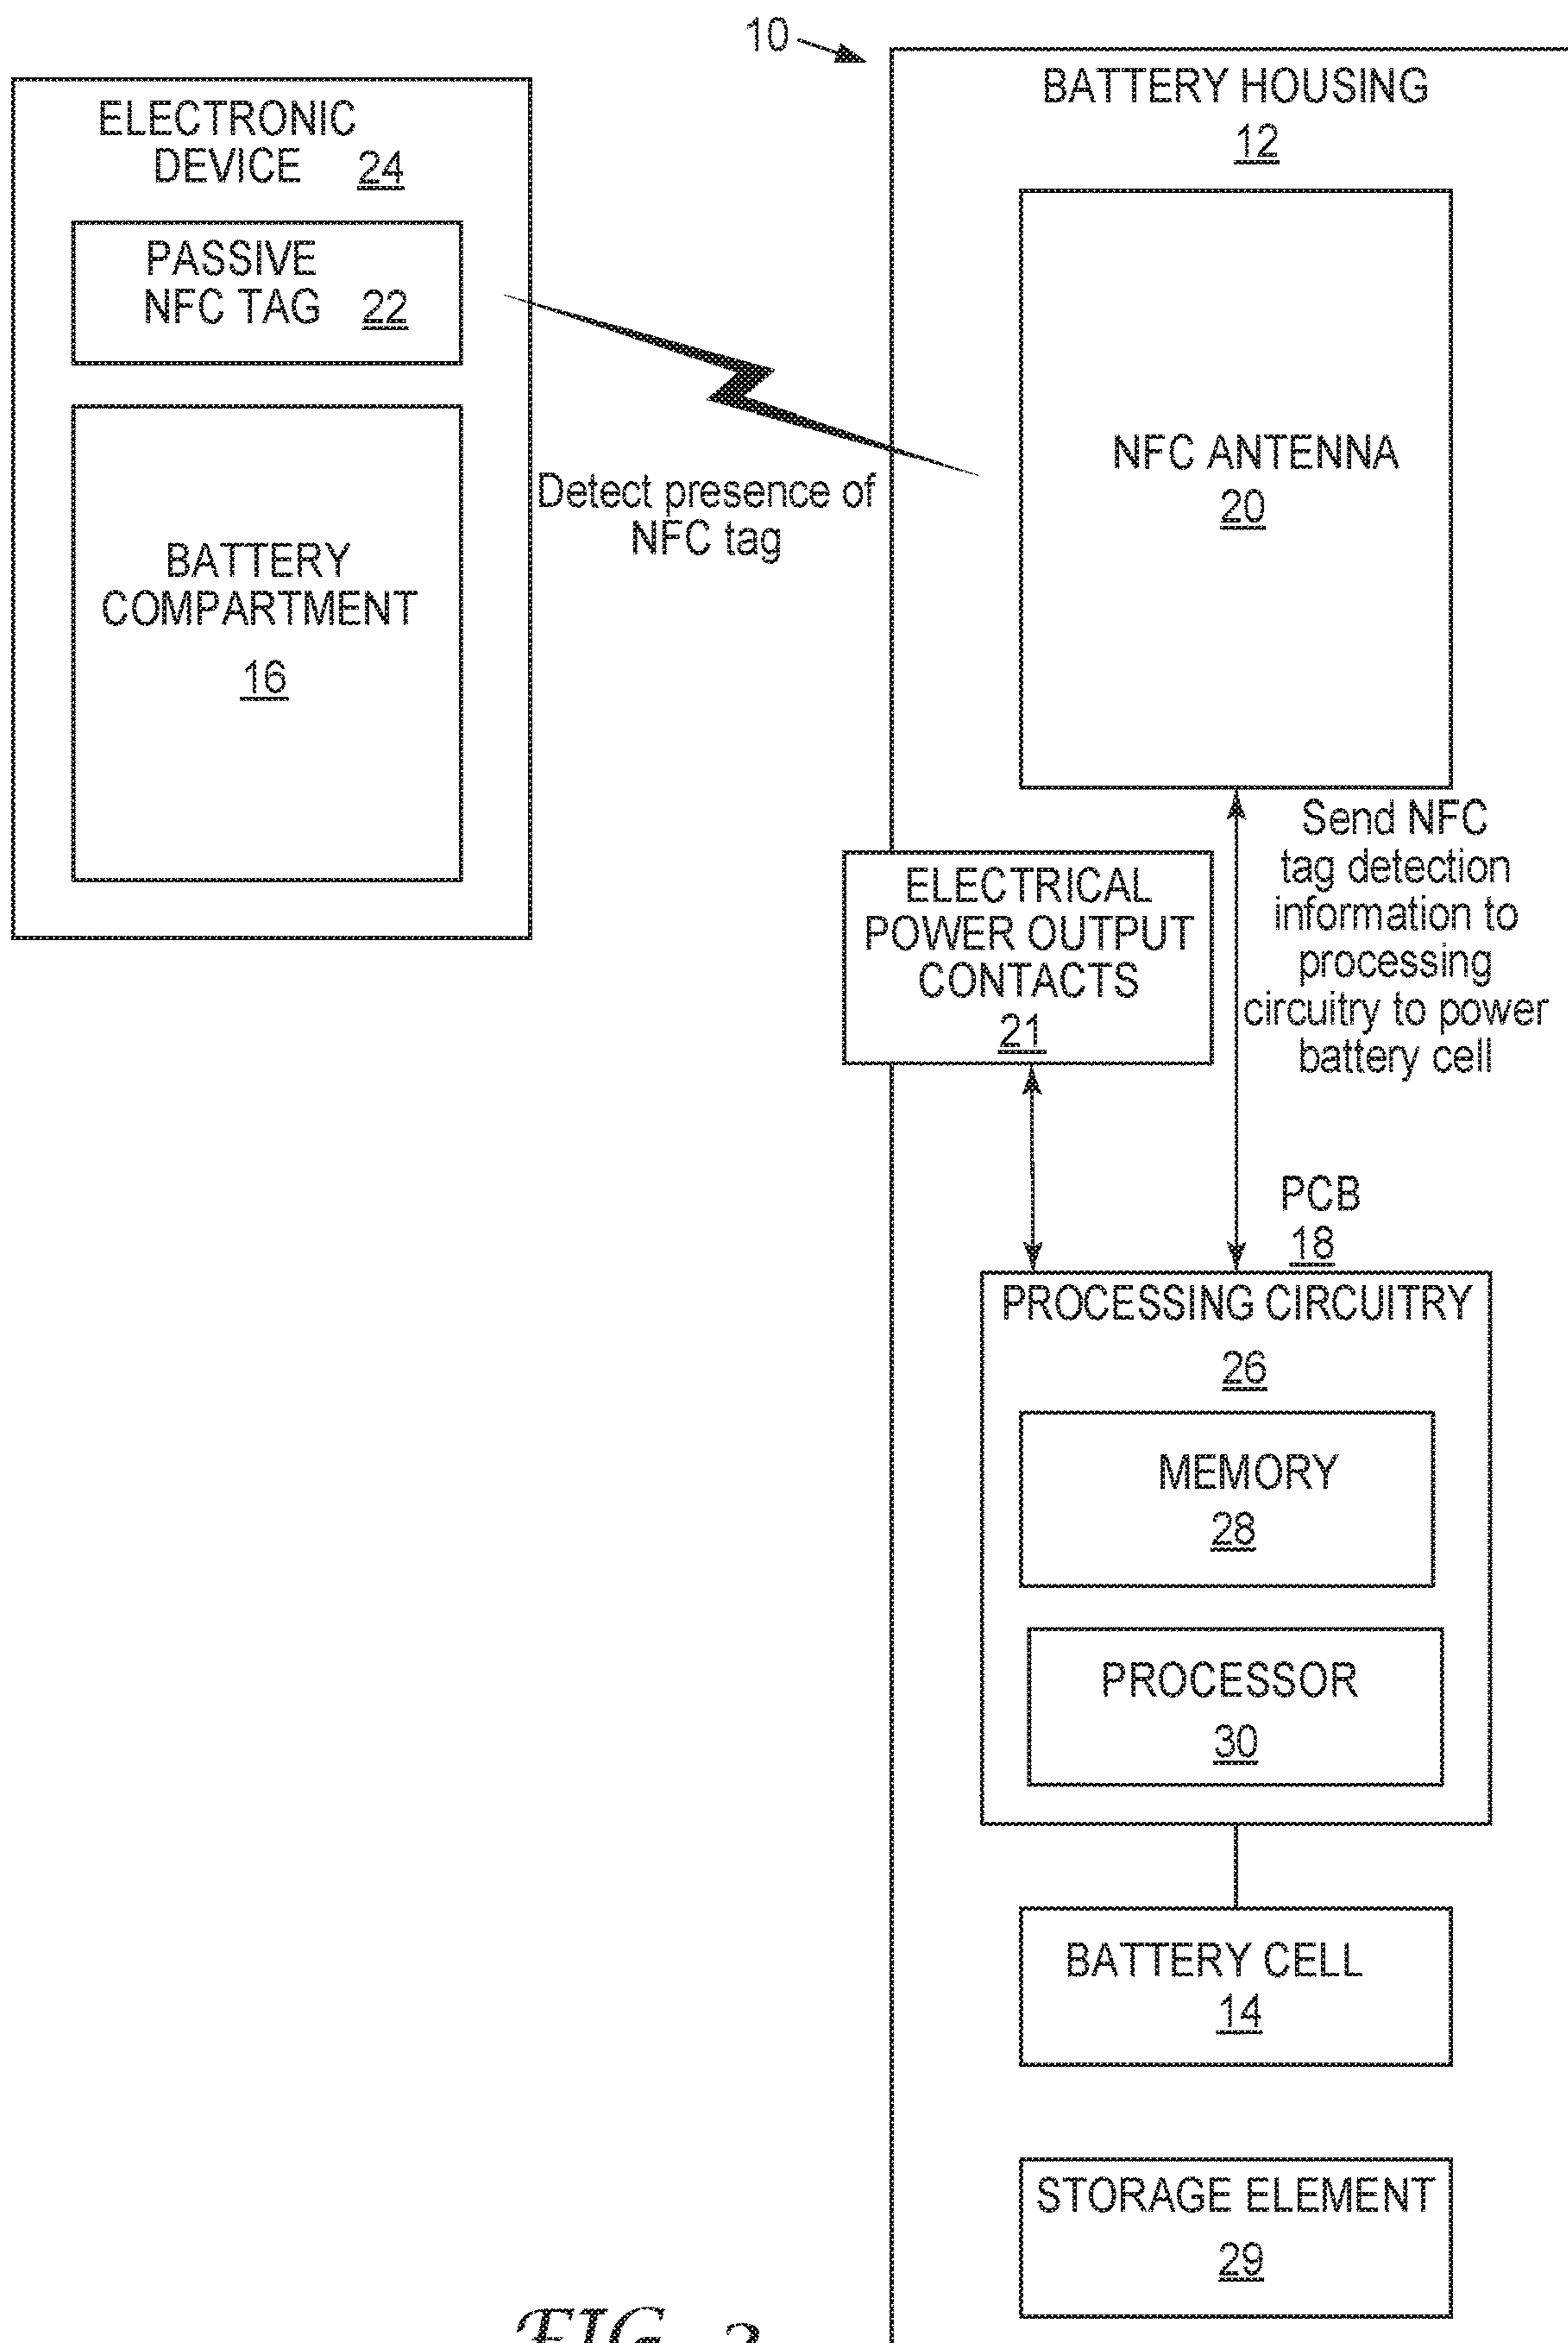 10
BATTERY HOUSING
12
ELECTRONIC
DEVICE 24
PASSIVE
NFC TAG 22
BATTERY
COMPARTMENT
16
Detect presence of
NFC tag
NFC ANTENNA
20
Send NFC
tag detection
information to
processing
circuitry to power
battery cell
ELECTRICAL
POWER OUTPUT
CONTACTS
21
PCB
18
PROCESSING CIRCUITRY
26
MEMORY
28
PROCESSOR
30
BATTERY CELL
14
STORAGE ELEMENT
29
FIG.